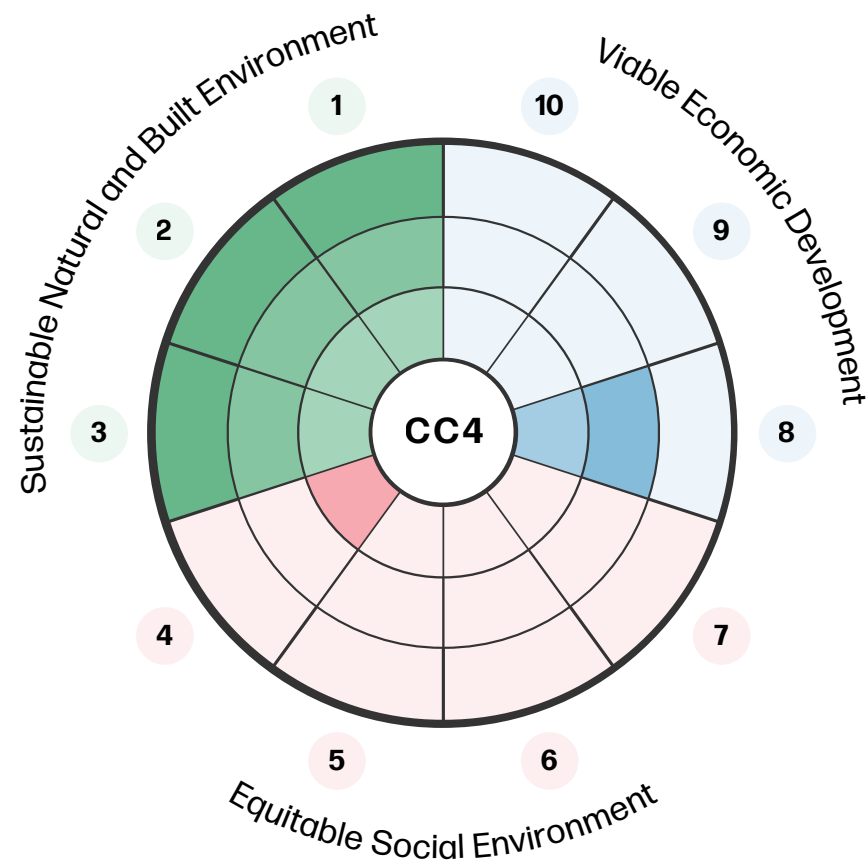 Sustainable Natural and Built Environment
Viable Economic Development
1
10
2
9
3
CC4
8
4
7
5
6
Equitable Social Environment